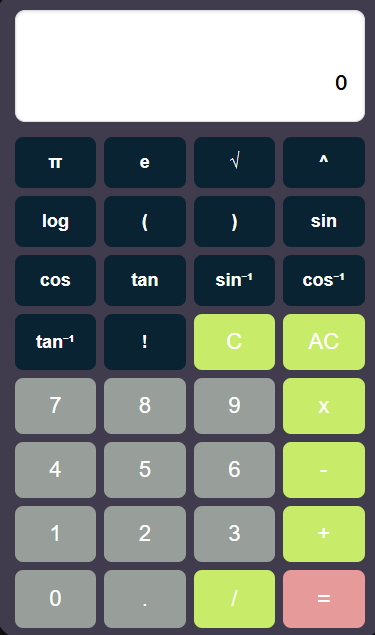 0
π e √ ^
log ( ) sin
cos tan sin⁻¹ cos⁻¹
tan⁻¹ ! C AC
7 8 9 x
4 5 6 -
1 2 3 +
0 . / =